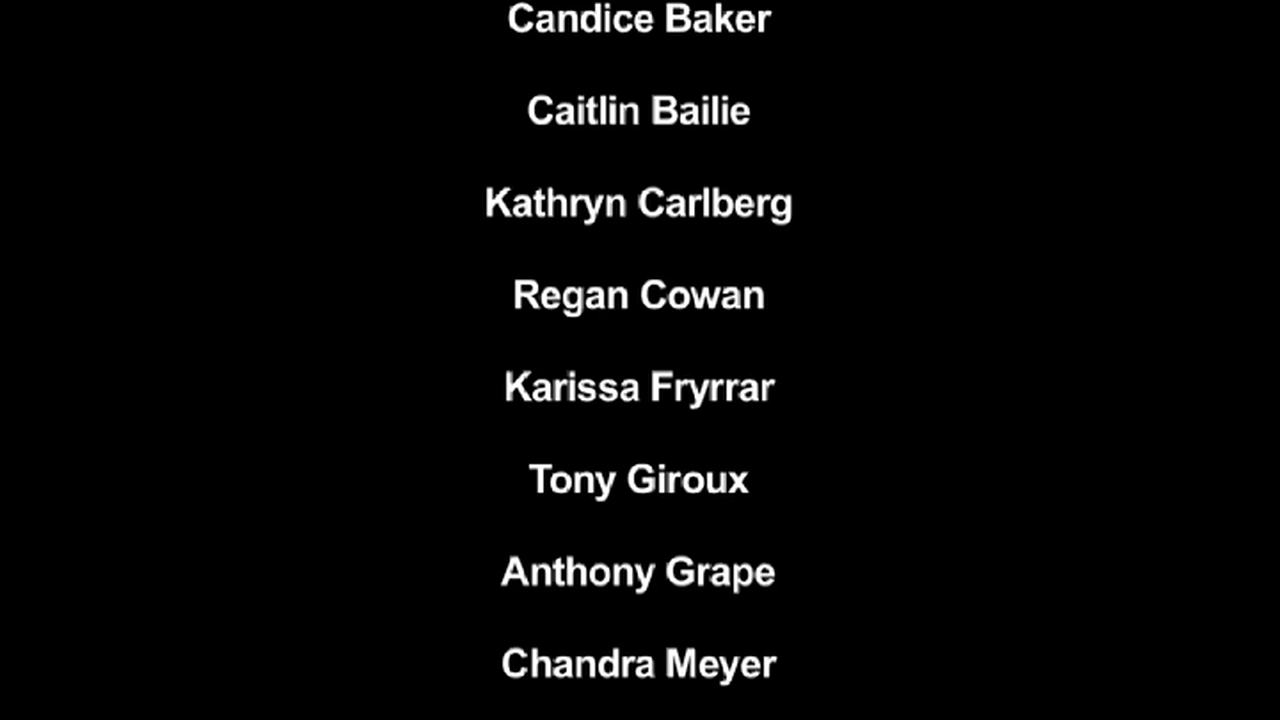 Candice Baker
Caitlin Bailie
Kathryn Carlberg
Regan Cowan
Karissa Fryrrar
Tony Giroux
Anthony Grape
Chandra Meyer